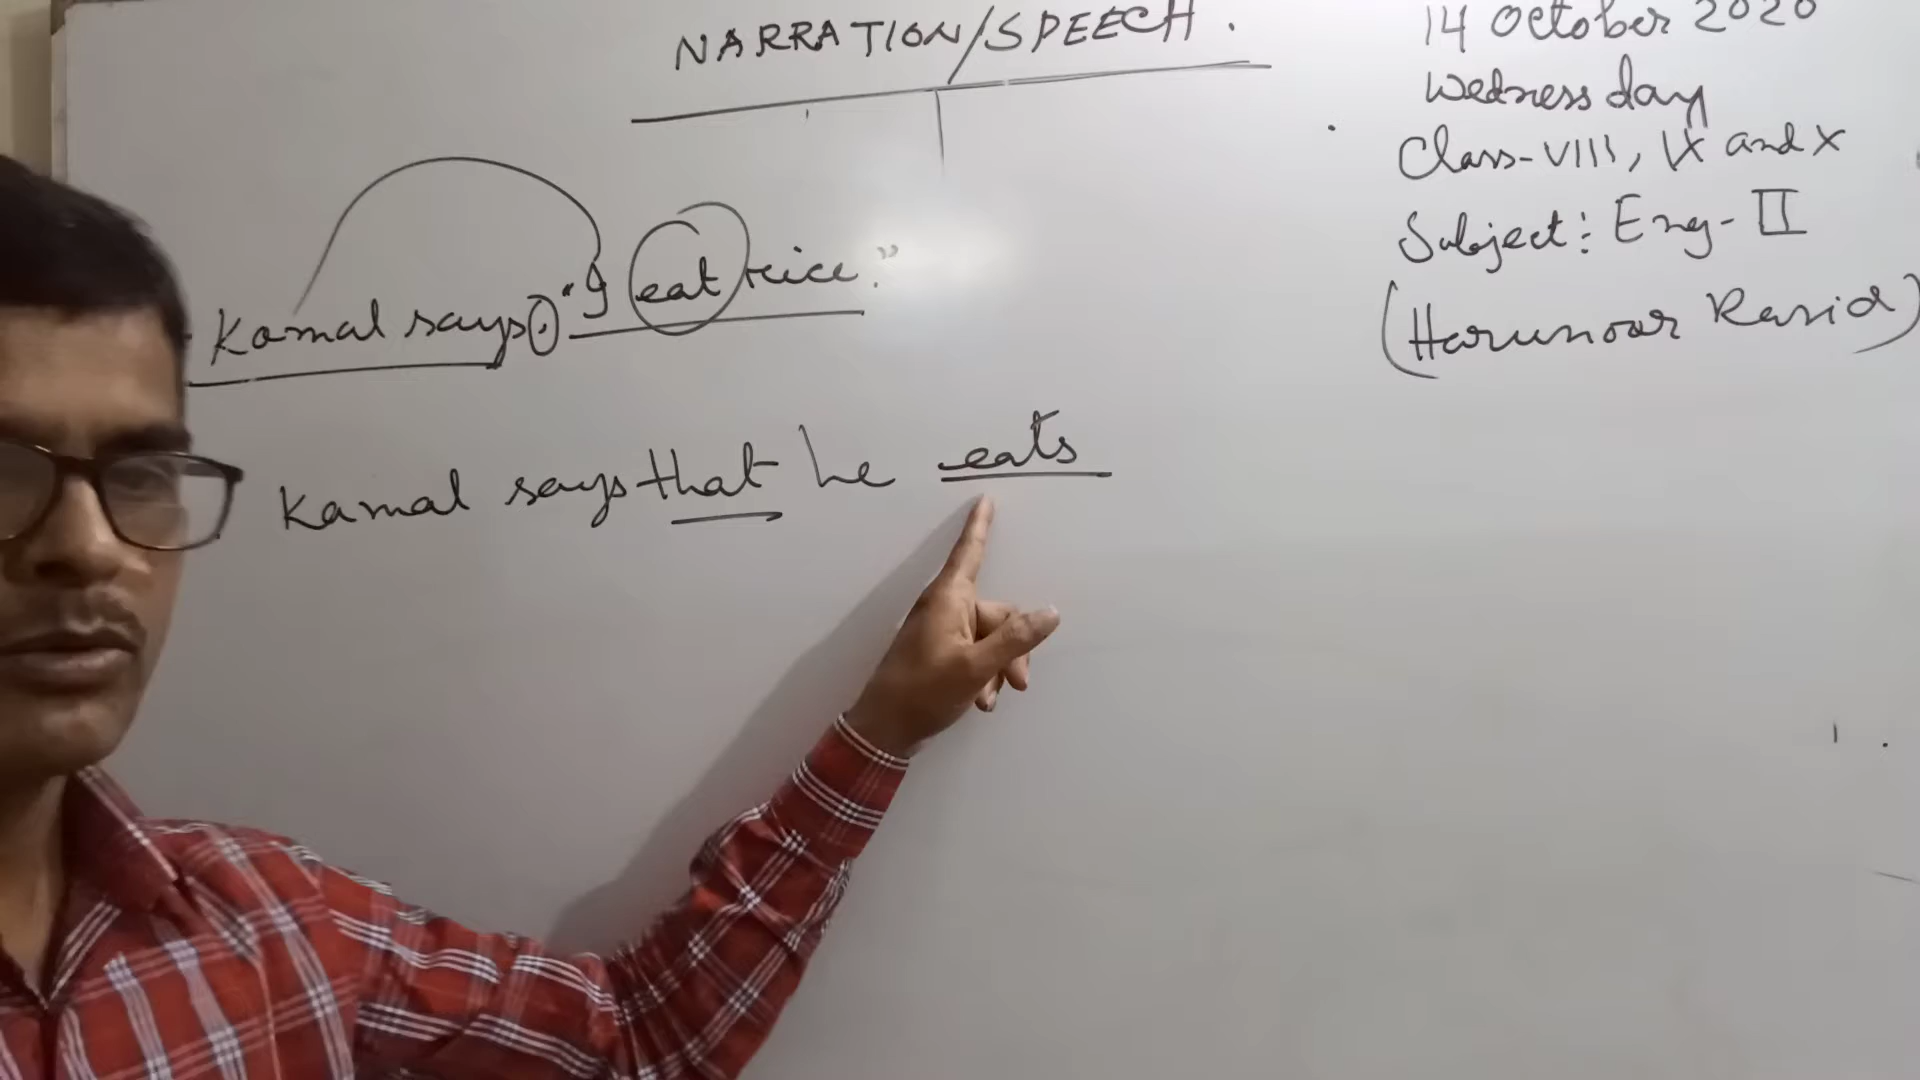 NARRATION/SPEECH.
14 October 2020
Wednessday
Class-VIII, IX and X
Subject: Eng-II
(Harunoar Rasid)
Kamal says, "I eat rice."
Kamal says that he eats